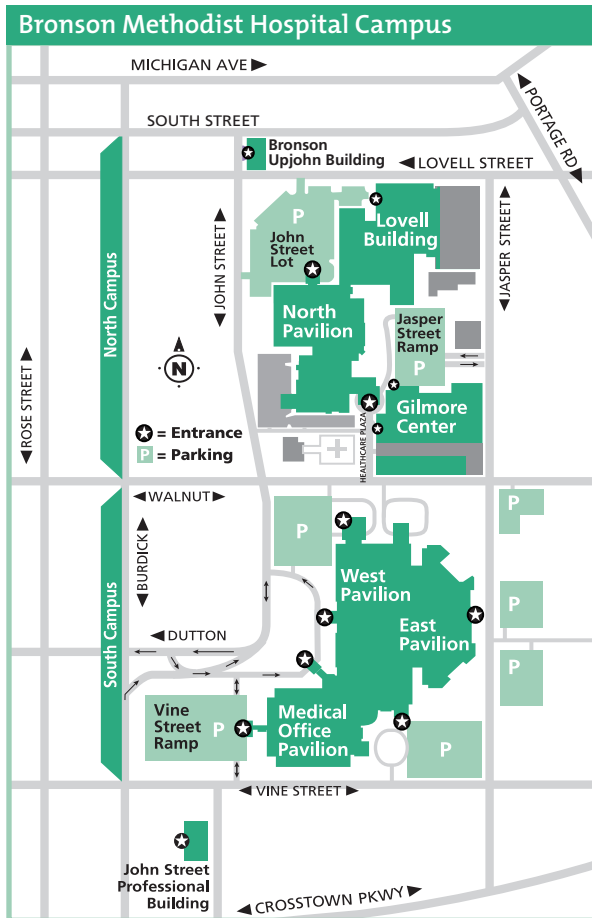 Bronson Methodist Hospital Campus
MICHIGAN AVE
SOUTH STREET
PORTAGE RD
Bronson
Upjohn Building
LOVELL STREET
North Campus
JOHN STREET
P
John
Street
Lot
Lovell
Building
JASPER STREET
North
Pavilion
Jasper
Street
Ramp
P
ROSE STREET
N
= Entrance
P = Parking
HEALTHCARE PLAZA
Gilmore
Center
WALNUT
South Campus
BURDICK
P
P
West
Pavilion
East
Pavilion
P
DUTTON
P
Vine
Street
Ramp
P
Medical
Office
Pavilion
P
VINE STREET
John Street
Professional
Building
CROSSTOWN PKWY